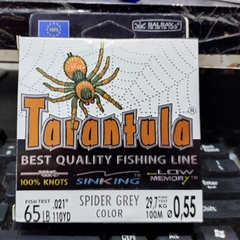 BALSAX
Tarantula
BEST QUALITY FISHING LINE
100% KNOTS SINKING LOW MEMORY
FISH TEST .021" SPIDER GREY 29.7 KG Ø 0,55
65 LB 110YD COLOR 100M